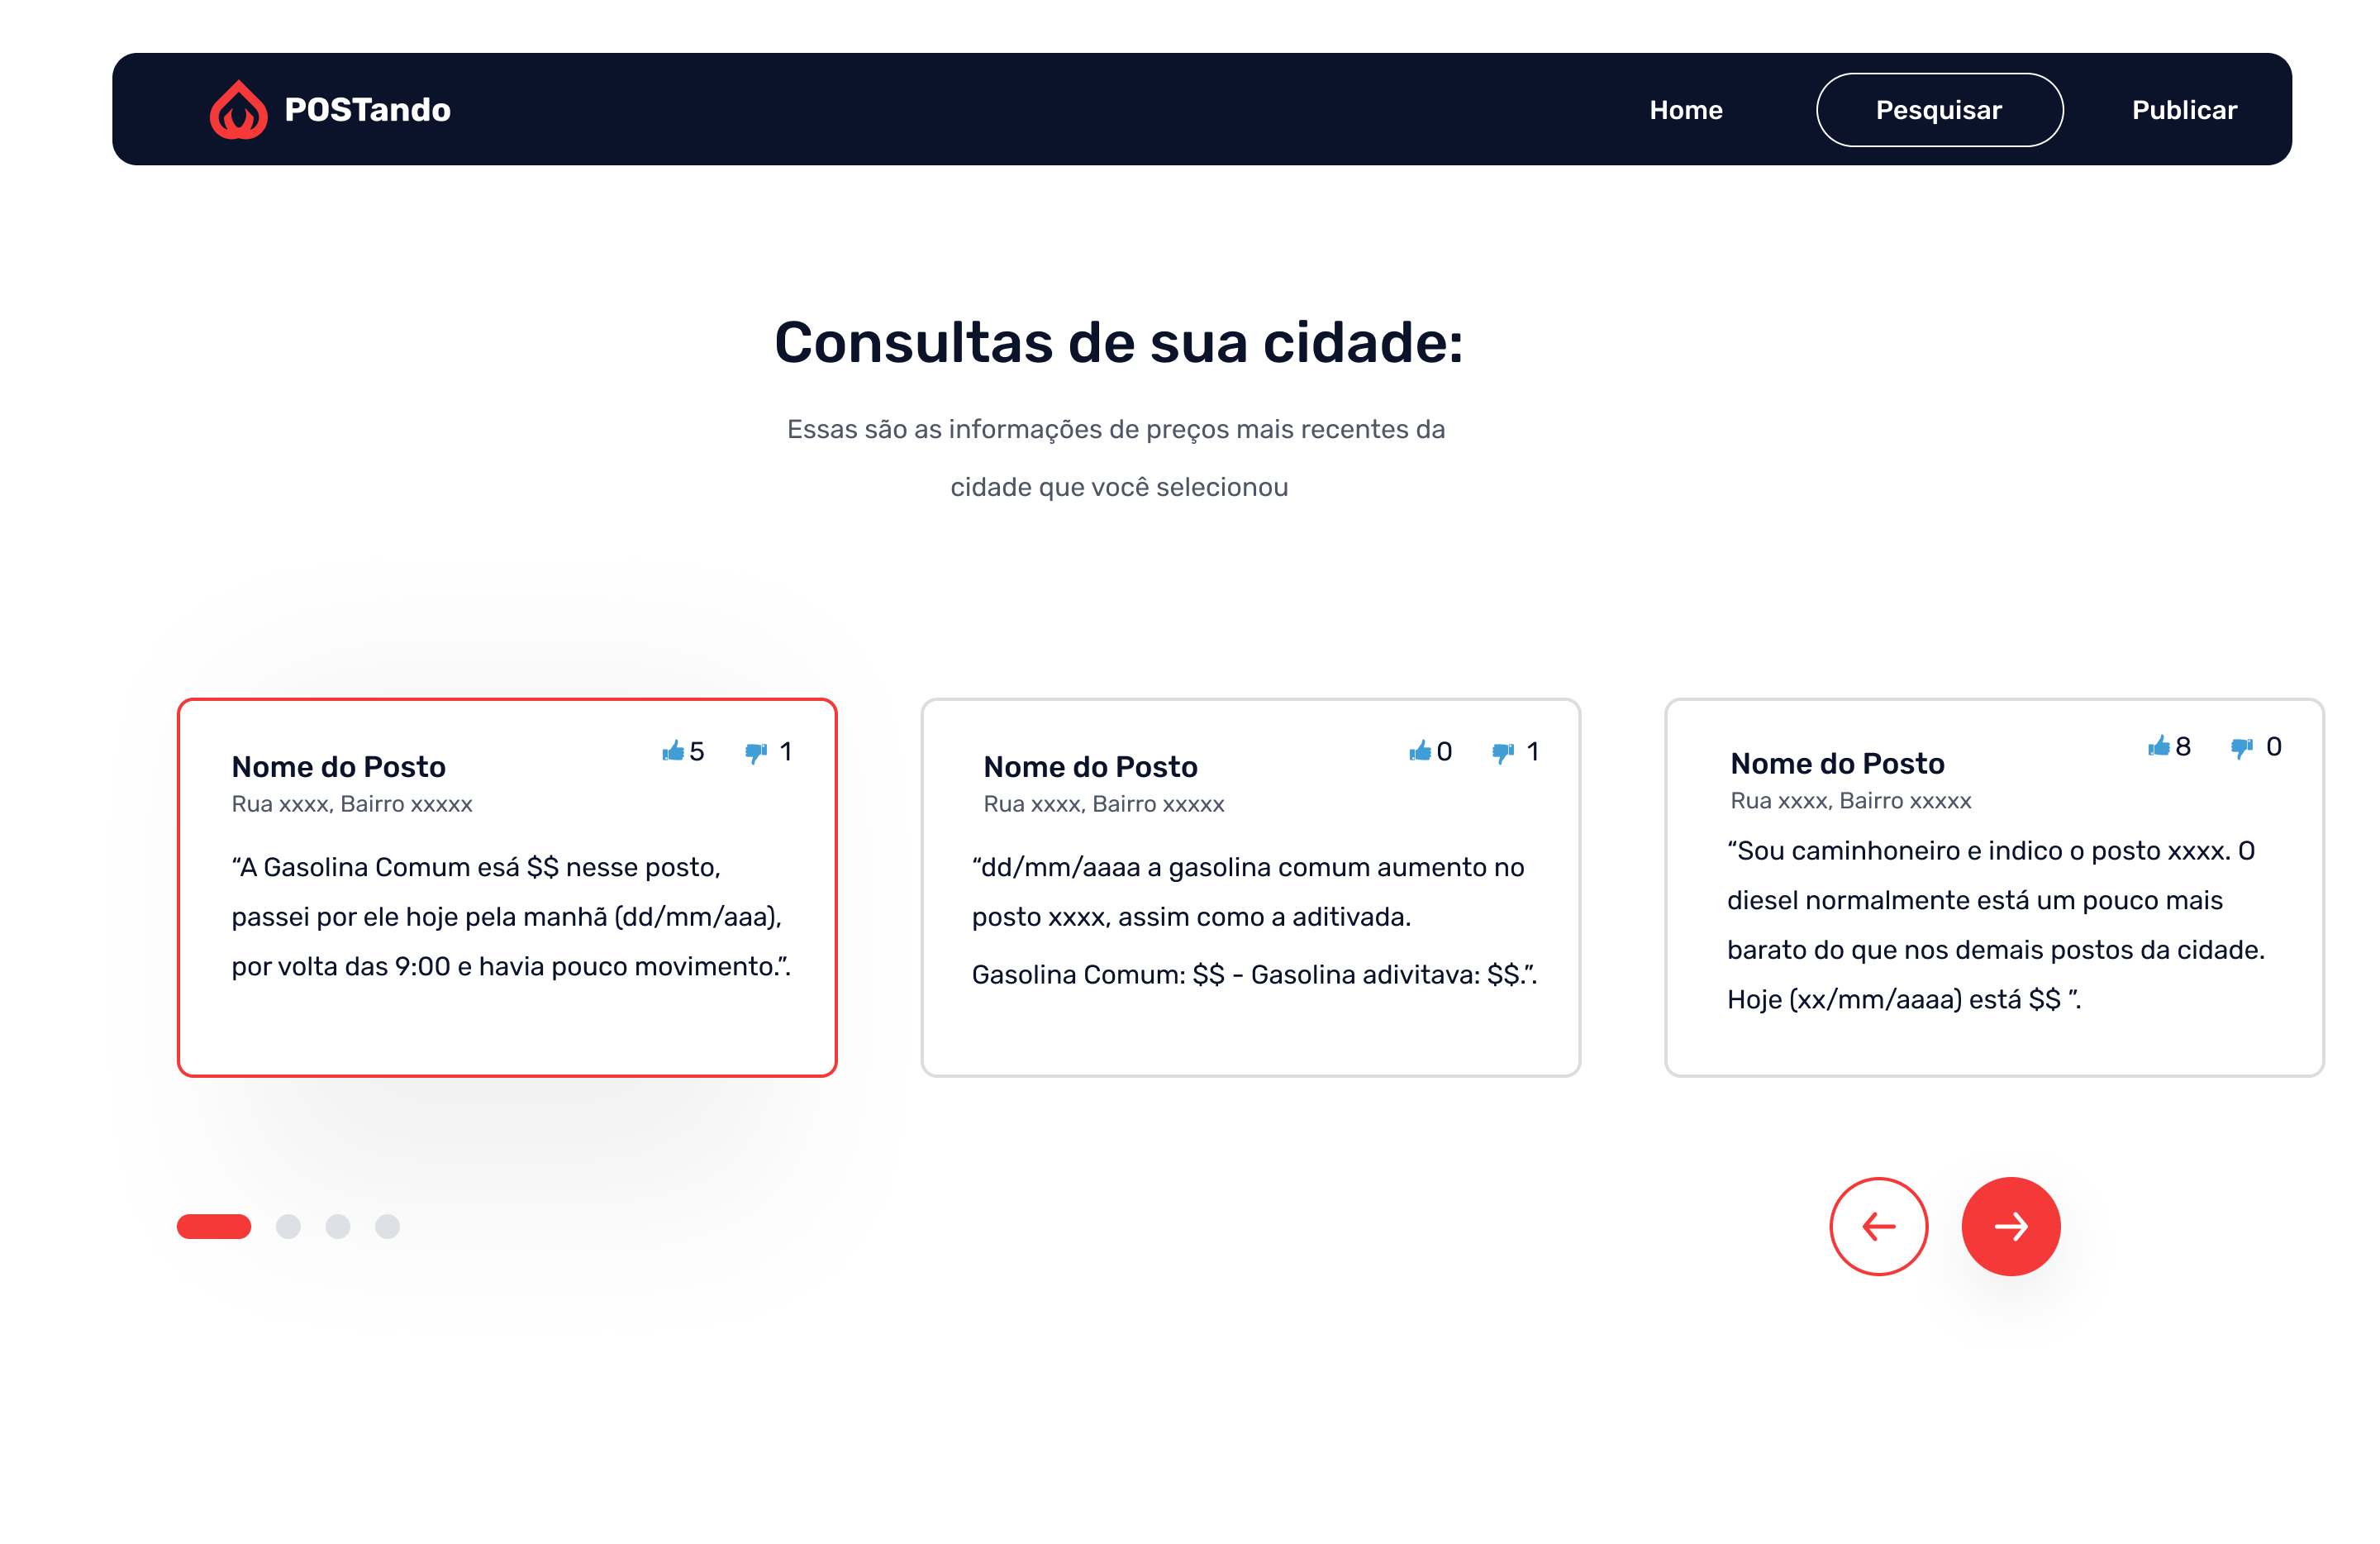 POSTando
Home
Pesquisar
Publicar
Consultas de sua cidade:
Essas são as informações de preços mais recentes da
cidade que você selecionou
Nome do Posto
5
1
Rua xxxx, Bairro xxxxx
“A Gasolina Comum esá $$ nesse posto,
passei por ele hoje pela manhã (dd/mm/aaa),
por volta das 9:00 e havia pouco movimento.”.
Nome do Posto
0
1
Rua xxxx, Bairro xxxxx
“dd/mm/aaaa a gasolina comum aumento no
posto xxxx, assim como a aditivada.
Gasolina Comum: $$ - Gasolina adivitava: $$.”.
Nome do Posto
8
0
Rua xxxx, Bairro xxxxx
“Sou caminhoneiro e indico o posto xxxx. O
diesel normalmente está um pouco mais
barato do que nos demais postos da cidade.
Hoje (xx/mm/aaaa) está $$ ”.